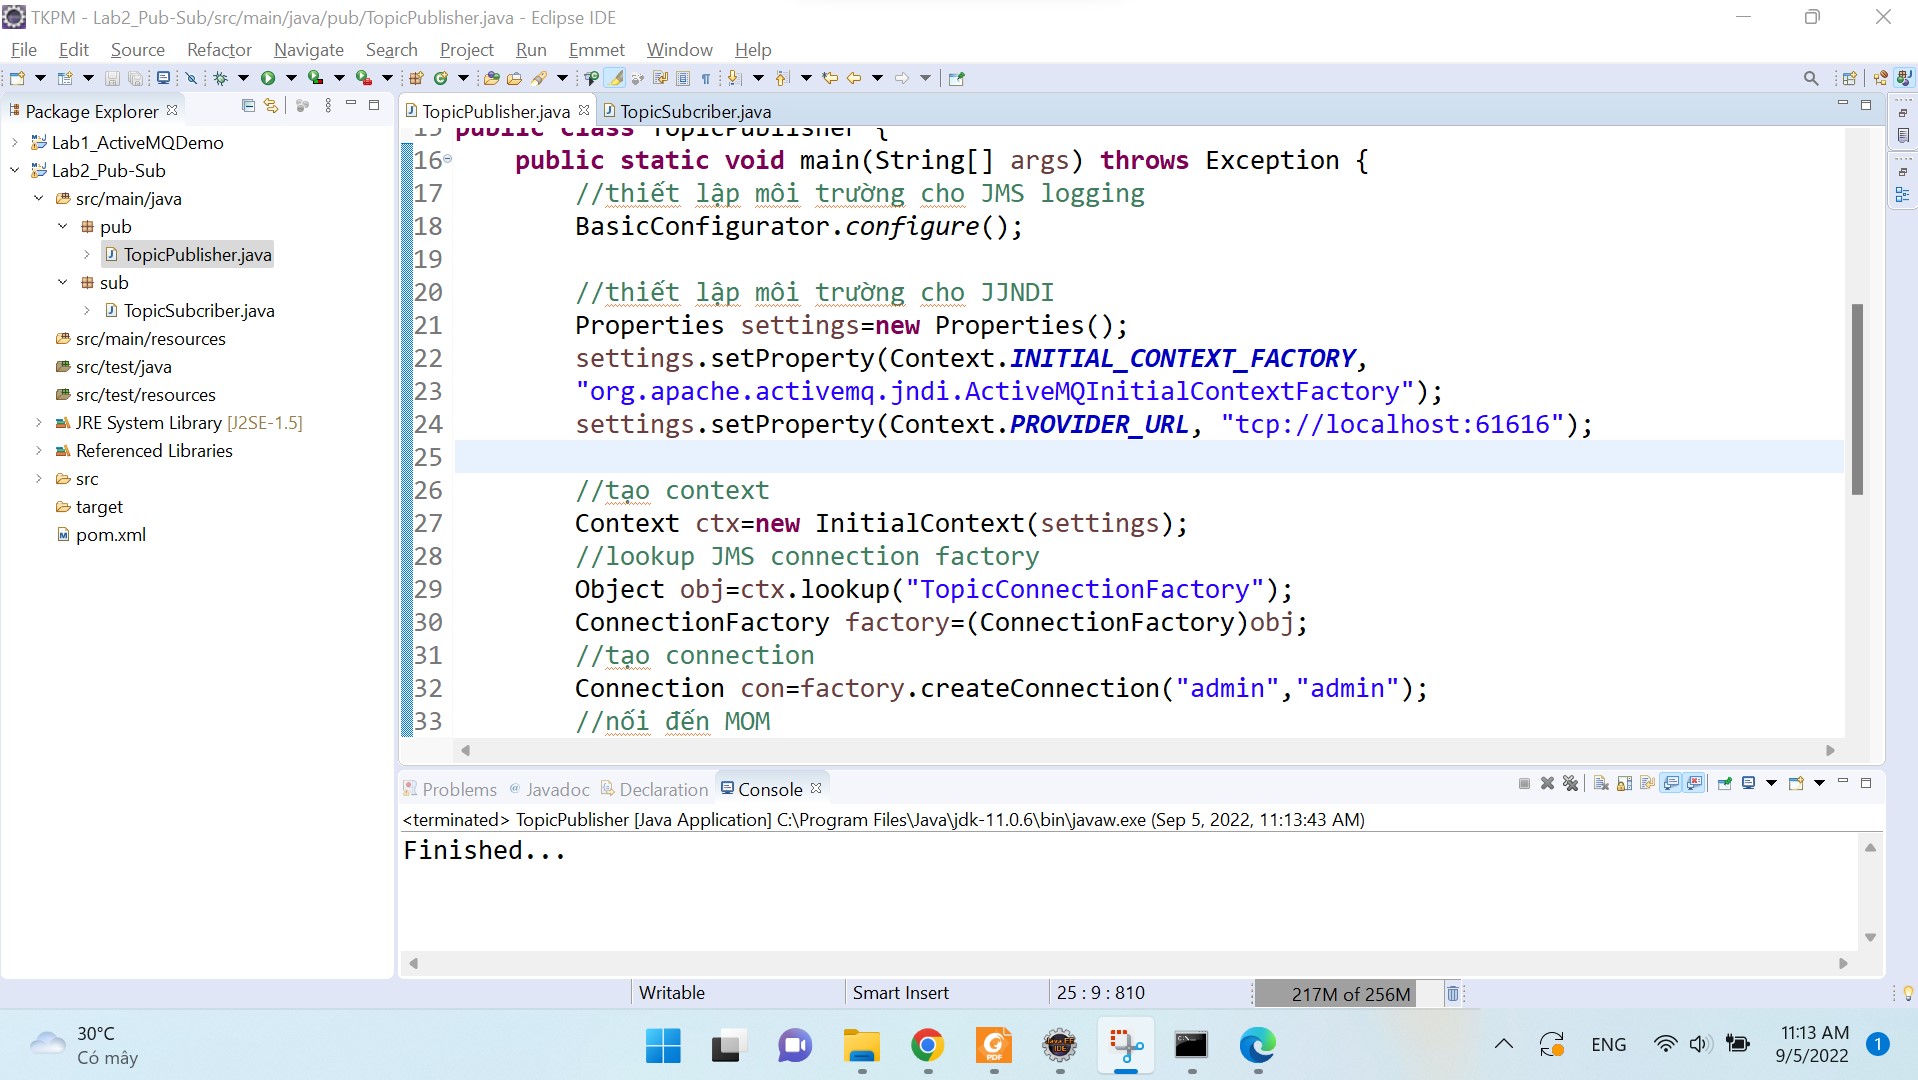 TKPM - Lab2_Pub-Sub/src/main/java/pub/TopicPublisher.java - Eclipse IDE
File Edit Source Refactor Navigate Search Project Run Emmet Window Help
Package Explorer
Lab1_ActiveMQDemo
Lab2_Pub-Sub
src/main/java
pub
TopicPublisher.java
sub
TopicSubcriber.java
src/main/resources
src/test/java
src/test/resources
JRE System Library [J2SE-1.5]
Referenced Libraries
src
target
pom.xml
TopicPublisher.java TopicSubcriber.java
15 public class TopicPublisher {
16 public static void main(String[] args) throws Exception {
17 //thiết lập môi trường cho JMS logging
18 BasicConfigurator.configure();
19
20 //thiết lập môi trường cho JJNDI
21 Properties settings=new Properties();
22 settings.setProperty(Context.INITIAL_CONTEXT_FACTORY,
23 "org.apache.activemq.jndi.ActiveMQInitialContextFactory");
24 settings.setProperty(Context.PROVIDER_URL, "tcp://localhost:61616");
25
26 //tạo context
27 Context ctx=new InitialContext(settings);
28 //lookup JMS connection factory
29 Object obj=ctx.lookup("TopicConnectionFactory");
30 ConnectionFactory factory=(ConnectionFactory)obj;
31 //tạo connection
32 Connection con=factory.createConnection("admin","admin");
33 //nối đến MOM
Problems @ Javadoc Declaration Console
<terminated> TopicPublisher [Java Application] C:\Program Files\Java\jdk-11.0.6\bin\javaw.exe (Sep 5, 2022, 11:13:43 AM)
Finished...
Writable Smart Insert 25 : 9 : 810 217M of 256M
30°C
Có mây
PDF
Java EE
IDE
ENG
11:13 AM
9/5/2022
1